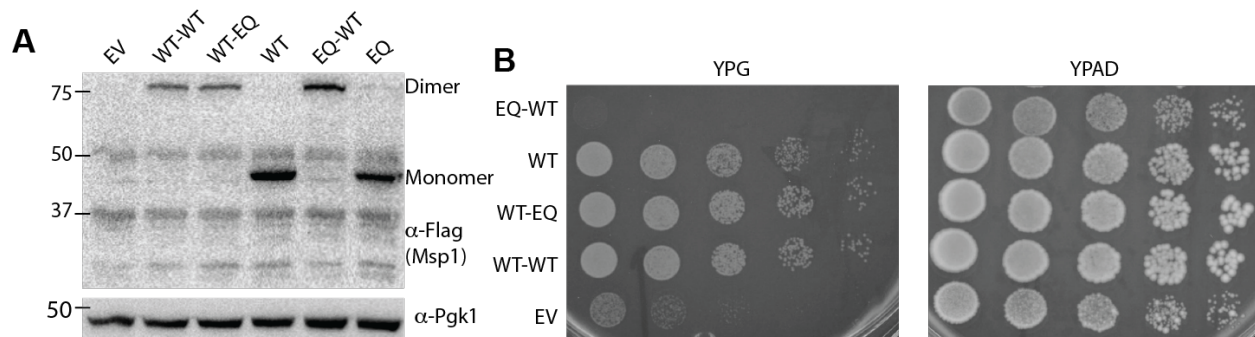 A
EV
WT-WT
WT-EQ
WT
EQ-WT
EQ
75
50
37
Dimer
Monomer
α-Flag
(Msp1)
50
α-Pgk1
B
YPG
YPAD
EQ-WT
WT
WT-EQ
WT-WT
EV